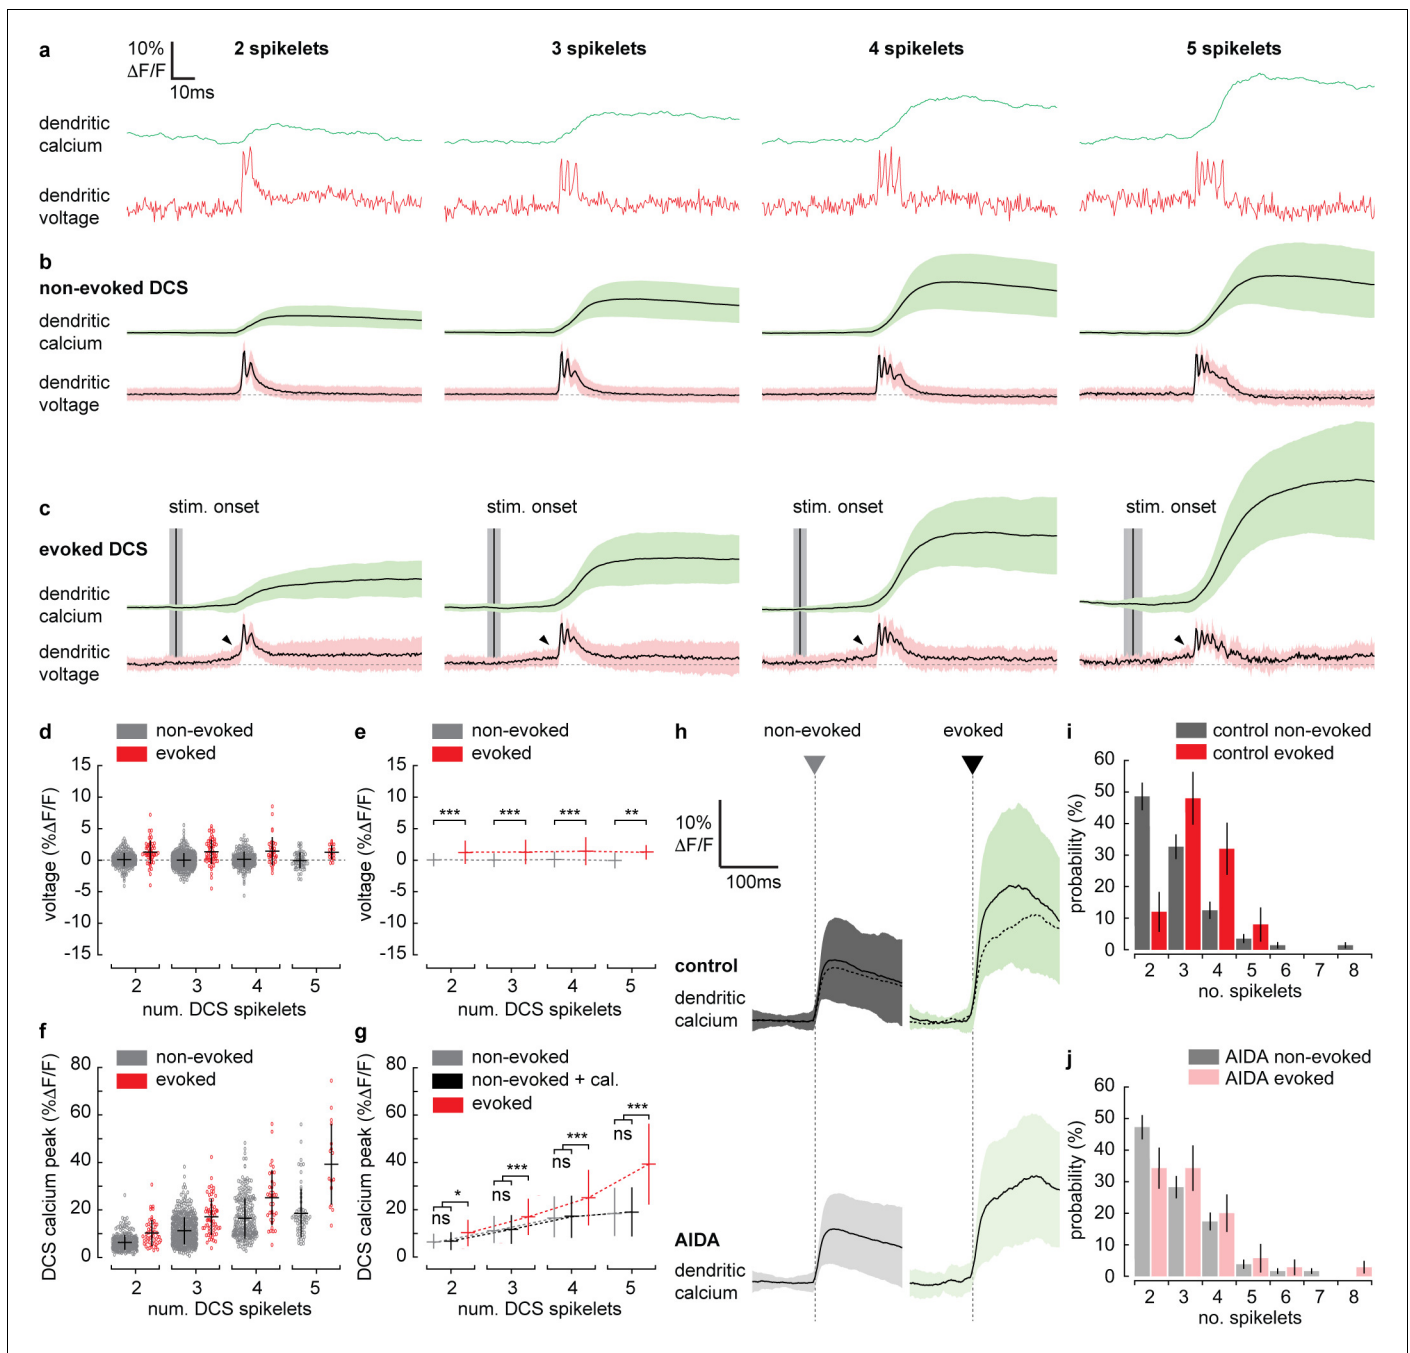 a
10%
ΔF/F
10ms
2 spikelets
3 spikelets
4 spikelets
5 spikelets
dendritic
calcium
dendritic
voltage
b
non-evoked DCS
dendritic
calcium
dendritic
voltage
c
stim. onset
stim. onset
stim. onset
stim. onset
evoked DCS
dendritic
calcium
dendritic
voltage
d
non-evoked
evoked
voltage (%ΔF/F)
15
10
5
0
-5
-10
-15
2
3
4
5
num. DCS spikelets
e
non-evoked
evoked
voltage (%ΔF/F)
15
10
5
0
-5
-10
-15
***
***
***
**
2
3
4
5
num. DCS spikelets
f
non-evoked
evoked
DCS calcium peak (%ΔF/F)
80
60
40
20
0
2
3
4
5
num. DCS spikelets
g
non-evoked
non-evoked + cal.
evoked
DCS calcium peak (%ΔF/F)
80
60
40
20
0
*
ns
***
ns
***
ns
***
ns
2
3
4
5
num. DCS spikelets
h
non-evoked
evoked
10%
ΔF/F
100ms
control
dendritic
calcium
AIDA
dendritic
calcium
i
control non-evoked
control evoked
probability (%)
60
50
40
30
20
10
0
2
3
4
5
6
7
8
no. spikelets
j
AIDA non-evoked
AIDA evoked
probability (%)
60
50
40
30
20
10
0
2
3
4
5
6
7
8
no. spikelets